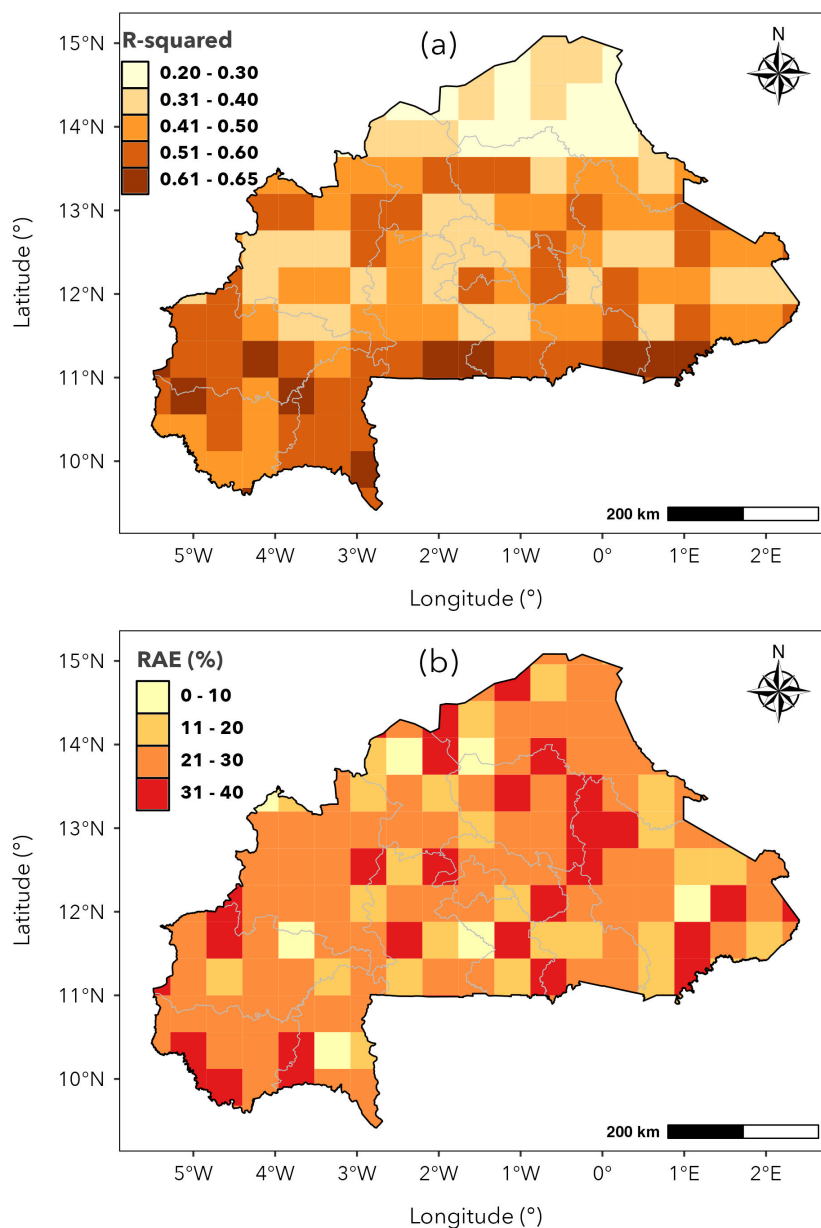 (a)
R-squared
0.20 - 0.30
0.31 - 0.40
0.41 - 0.50
0.51 - 0.60
0.61 - 0.65
N
15°N
14°N
13°N
12°N
11°N
10°N
Latitude (°)
200 km
5°W 4°W 3°W 2°W 1°W 0° 1°E 2°E
Longitude (°)
(b)
RAE (%)
0 - 10
11 - 20
21 - 30
31 - 40
N
15°N
14°N
13°N
12°N
11°N
10°N
Latitude (°)
200 km
5°W 4°W 3°W 2°W 1°W 0° 1°E 2°E
Longitude (°)